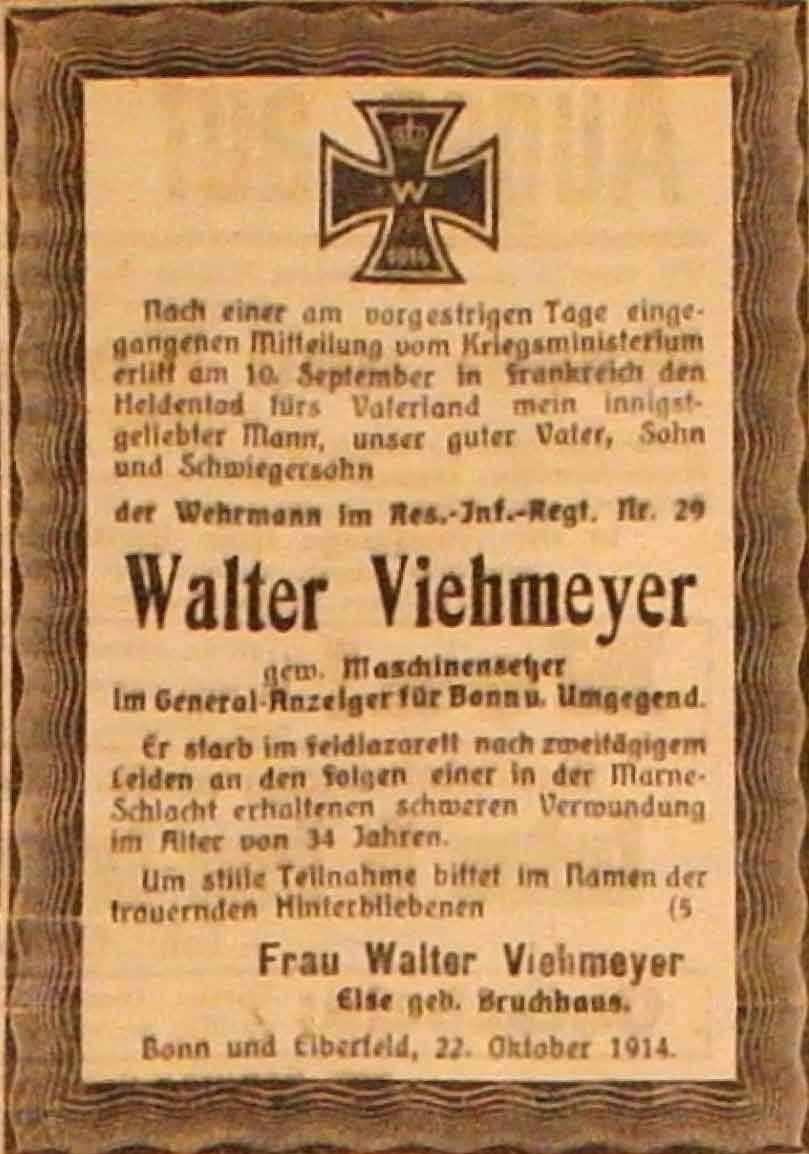 W
1914
Nach einer am vorgestrigen Tage einge-
gangenen Mitteilung vom Kriegsministerium
erlitt am 10. September in Frankreich den
Heldentod fürs Vaterland mein innigst-
geliebter Mann, unser guter Vater, Sohn
und Schwiegersohn
der Wehrmann im Res.-Inf.-Regt. Nr. 29
Walter Viehmeyer
gew. Maschinensetzer
im General-Anzeiger für Bonn u. Umgegend.
Er starb im Feldlazarett nach zweitägigem
Leiden an den Folgen einer in der Marne-
Schlacht erhaltenen schweren Verwundung
im Alter von 34 Jahren.
Um stille Teilnahme bittet im Namen der
trauernden Hinterbliebenen (5
Frau Walter Viehmeyer
Else geb. Bruchhaus.
Bonn und Elberfeld, 22. Oktober 1914.